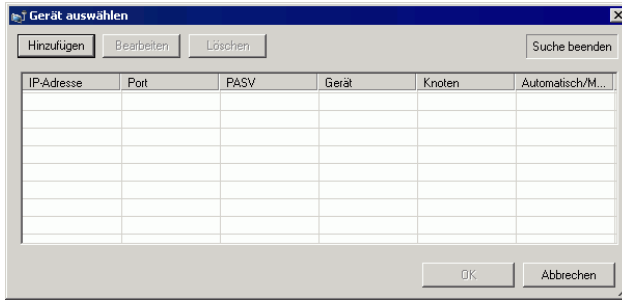 Gerät auswählen
Hinzufügen Bearbeiten Löschen Suche beenden
IP-Adresse Port PASV Gerät Knoten Automatisch/M...
OK Abbrechen